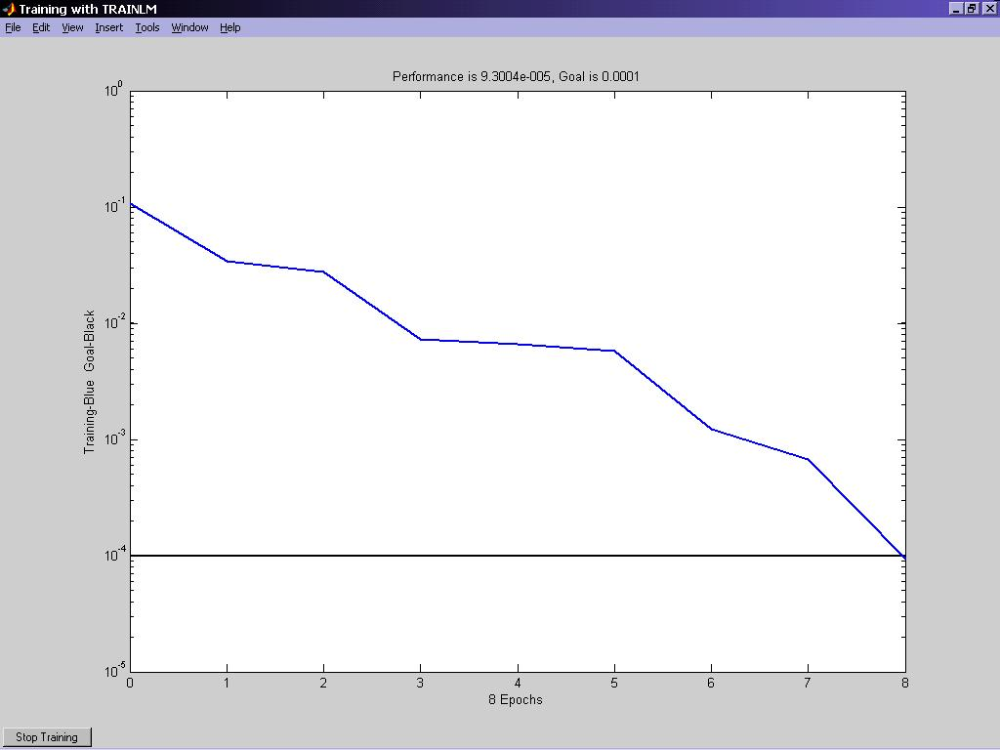 Training with TRAINLM
File Edit View Insert Tools Window Help
Performance is 9.3004e-005, Goal is 0.0001
10^0
10^-1
10^-2
10^-3
10^-4
10^-5
Training-Blue Goal-Black
0 1 2 3 4 5 6 7 8
8 Epochs
Stop Training